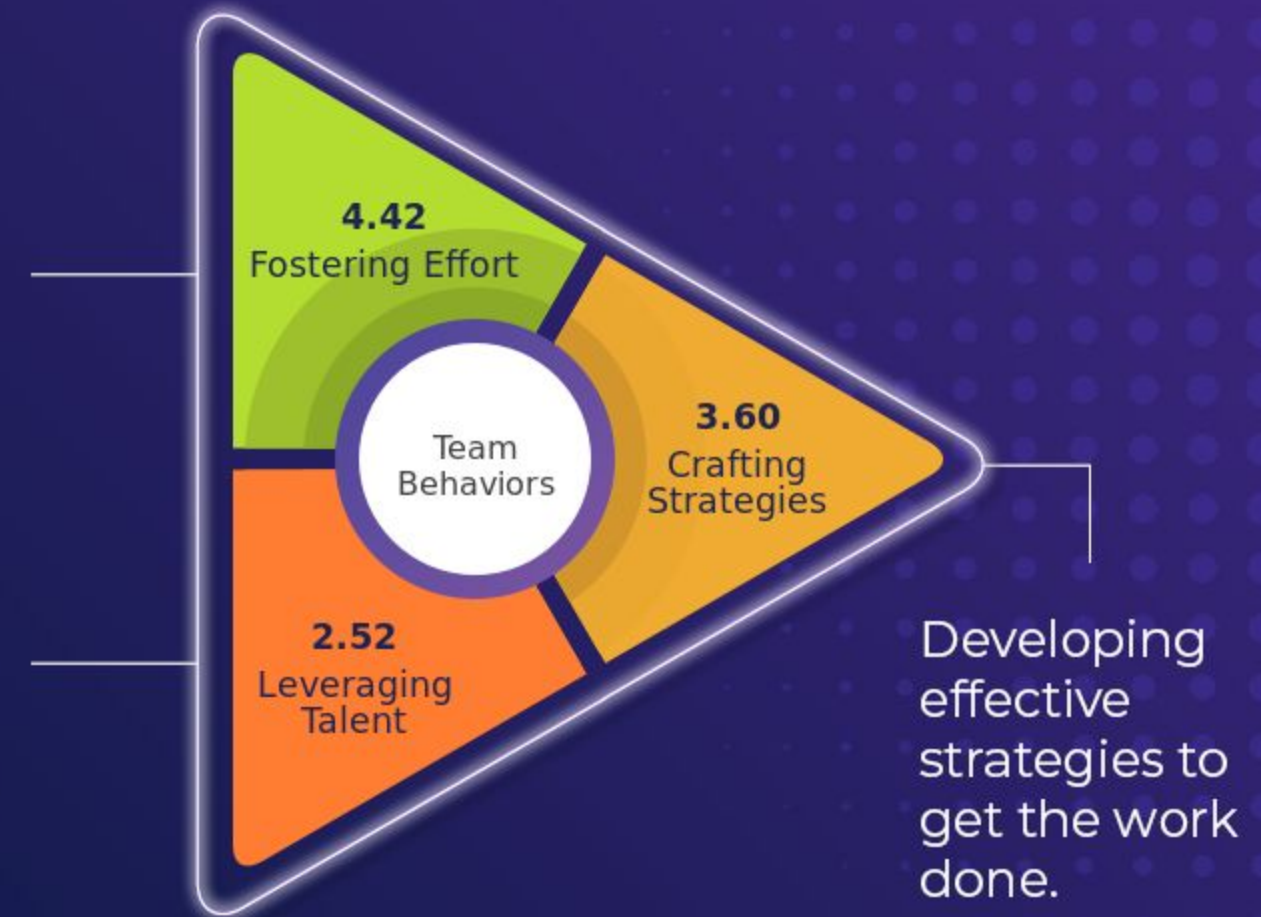 4.42
Fostering Effort
Team
Behaviors
3.60
Crafting
Strategies
2.52
Leveraging
Talent
Developing
effective
strategies to
get the work
done.